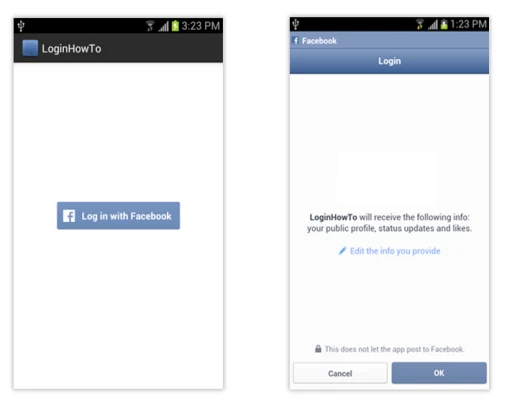 3:23 PM
LoginHowTo
Log in with Facebook
1:23 PM
Facebook
Login
LoginHowTo will receive the following info:
your public profile, status updates and likes.
Edit the info you provide
This does not let the app post to Facebook.
Cancel
OK